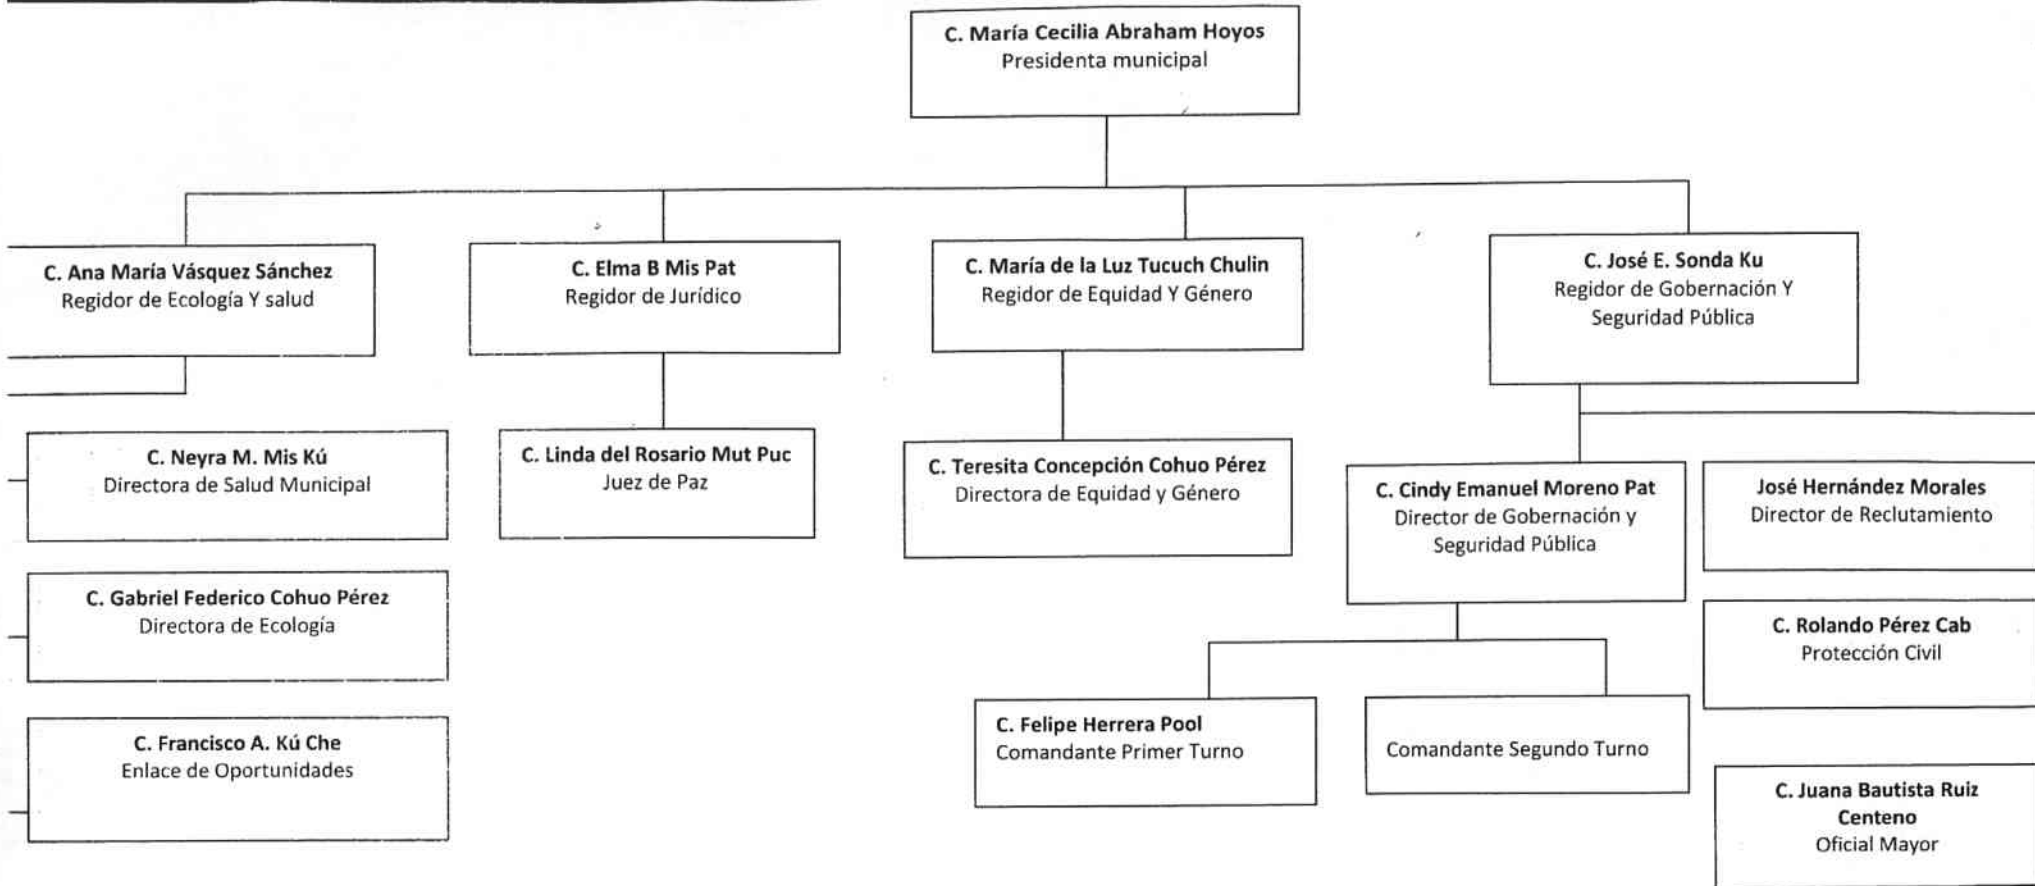 C. María Cecilia Abraham Hoyos
Presidenta municipal
C. Ana María Vásquez Sánchez
Regidor de Ecología Y salud
C. Elma B Mis Pat
Regidor de Jurídico
C. María de la Luz Tucuch Chulin
Regidor de Equidad Y Género
C. José E. Sonda Ku
Regidor de Gobernación Y
Seguridad Pública
C. Neyra M. Mis Kú
Directora de Salud Municipal
C. Linda del Rosario Mut Puc
Juez de Paz
C. Teresita Concepción Cohuo Pérez
Directora de Equidad y Género
C. Cindy Emanuel Moreno Pat
Director de Gobernación y
Seguridad Pública
José Hernández Morales
Director de Reclutamiento
C. Gabriel Federico Cohuo Pérez
Directora de Ecología
C. Rolando Pérez Cab
Protección Civil
C. Francisco A. Kú Che
Enlace de Oportunidades
C. Felipe Herrera Pool
Comandante Primer Turno
Comandante Segundo Turno
C. Juana Bautista Ruiz
Centeno
Oficial Mayor